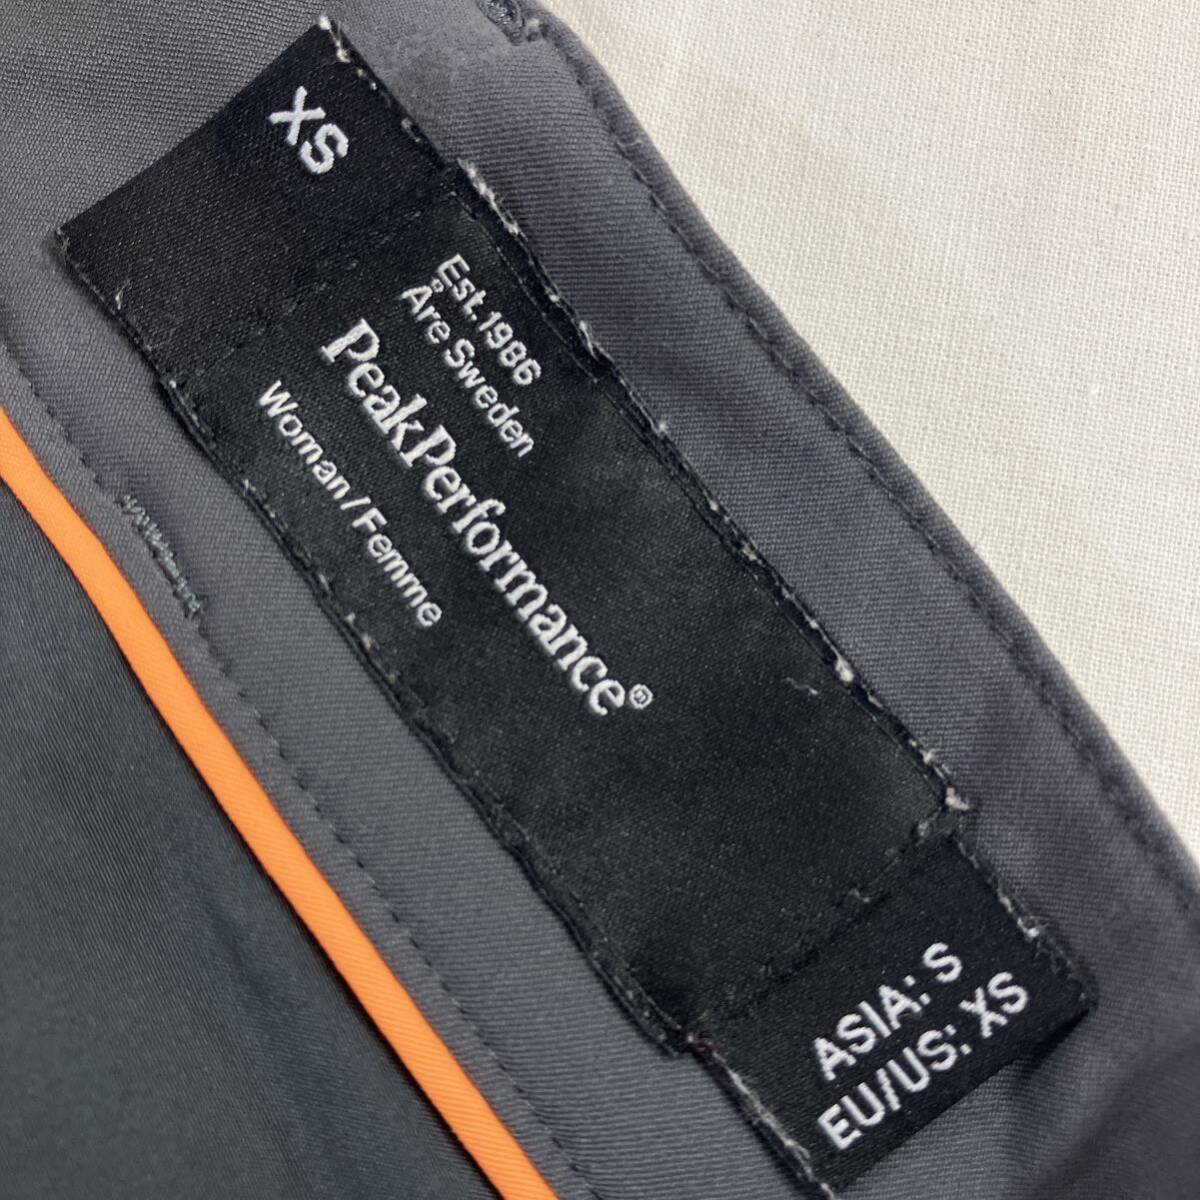 XS
Est. 1986
Åre Sweden
PeakPerformance®
Woman/Femme
ASIA: S
EU/US: XS